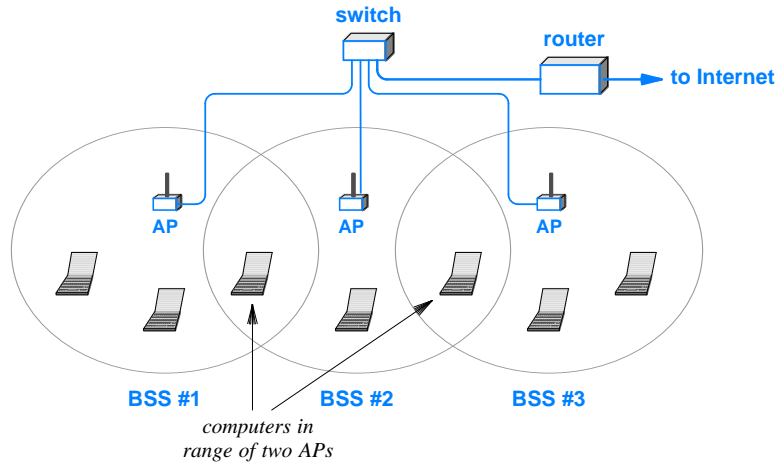 switch
router
to Internet
AP
AP
AP
BSS #1
BSS #2
BSS #3
computers in
range of two APs